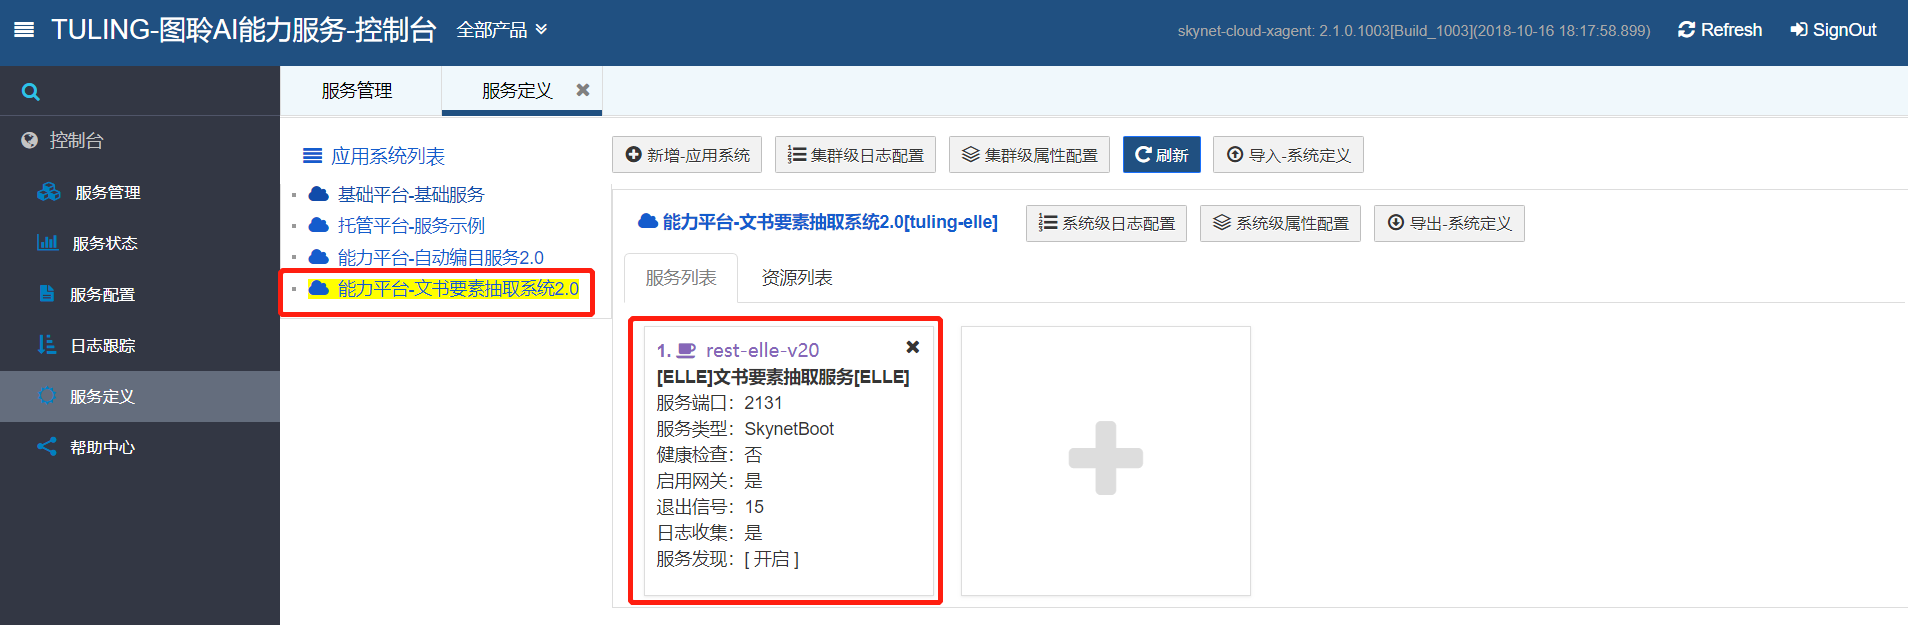 TULING-图聆AI能力服务-控制台 全部产品 skynet-cloud-xagent: 2.1.0.1003[Build_1003](2018-10-16 18:17:58.899) Refresh SignOut
服务管理 服务定义
控制台
服务管理
服务状态
服务配置
日志跟踪
服务定义
帮助中心
应用系统列表
基础平台-基础服务
托管平台-服务示例
能力平台-自动编目服务2.0
能力平台-文书要素抽取系统2.0
新增-应用系统 集群级日志配置 集群级属性配置 刷新 导入-系统定义
能力平台-文书要素抽取系统2.0[tuling-elle] 系统级日志配置 系统级属性配置 导出-系统定义
服务列表 资源列表
1. rest-elle-v20
[ELLE]文书要素抽取服务[ELLE]
服务端口：2131
服务类型：SkynetBoot
健康检查：否
启用网关：是
退出信号：15
日志收集：是
服务发现：[ 开启 ]